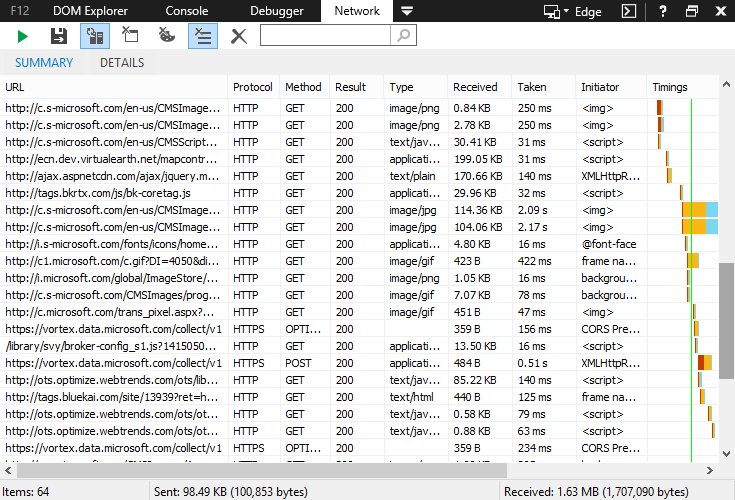 F12 DOM Explorer Console Debugger Network Edge ?
SUMMARY DETAILS
URL Protocol Method Result Type Received Taken Initiator Timings
http://c.s-microsoft.com/en-us/CMSImage... HTTP GET 200 image/png 0.84 KB 250 ms <img>
http://c.s-microsoft.com/en-us/CMSImage... HTTP GET 200 image/png 2.78 KB 250 ms <img>
http://c.s-microsoft.com/en-us/CMSScript... HTTP GET 200 text/jav... 30.41 KB 31 ms <script>
http://ecn.dev.virtualearth.net/mapcontr... HTTP GET 200 applicati... 199.05 KB 31 ms <script>
http://ajax.aspnetcdn.com/ajax/jquery.m... HTTP GET 200 text/plain 170.66 KB 140 ms XMLHttpR...
http://tags.bkrtx.com/js/bk-coretag.js HTTP GET 200 applicati... 29.96 KB 32 ms <script>
http://c.s-microsoft.com/en-us/CMSImage... HTTP GET 200 image/jpg 114.36 KB 2.09 s <img>
http://c.s-microsoft.com/en-us/CMSImage... HTTP GET 200 image/jpg 104.06 KB 2.17 s <img>
http://i.s-microsoft.com/fonts/icons/home... HTTP GET 200 applicati... 4.80 KB 16 ms @font-face
http://c1.microsoft.com/c.gif?DI=4050&di... HTTP GET 200 image/gif 423 B 422 ms frame na...
http://i.microsoft.com/global/ImageStore/... HTTP GET 200 image/png 1.05 KB 16 ms backgrou...
http://c.s-microsoft.com/CMSImages/prog... HTTP GET 200 image/gif 7.07 KB 78 ms backgrou...
http://c.microsoft.com/trans_pixel.aspx?... HTTP GET 200 image/gif 451 B 47 ms <img>
https://vortex.data.microsoft.com/collect/v1 HTTPS OPTI... 200 359 B 156 ms CORS Pre...
/library/svy/broker-config_s1.js?1415050... HTTP GET 200 applicati... 13.50 KB 16 ms <script>
https://vortex.data.microsoft.com/collect/v1 HTTPS POST 200 applicati... 484 B 0.51 s XMLHttpR...
http://ots.optimize.webtrends.com/ots/lib... HTTP GET 200 text/jav... 85.22 KB 140 ms <script>
http://tags.bluekai.com/site/13939?ret=h... HTTP GET 200 text/html 440 B 125 ms frame na...
http://ots.optimize.webtrends.com/ots/ot... HTTP GET 200 text/jav... 0.58 KB 79 ms <script>
http://ots.optimize.webtrends.com/ots/ot... HTTP GET 200 text/jav... 0.88 KB 63 ms <script>
https://vortex.data.microsoft.com/collect/v1 HTTPS OPTI... 200 359 B 234 ms CORS Pre...
Items: 64 Sent: 98.49 KB (100,853 bytes) Received: 1.63 MB (1,707,090 bytes)